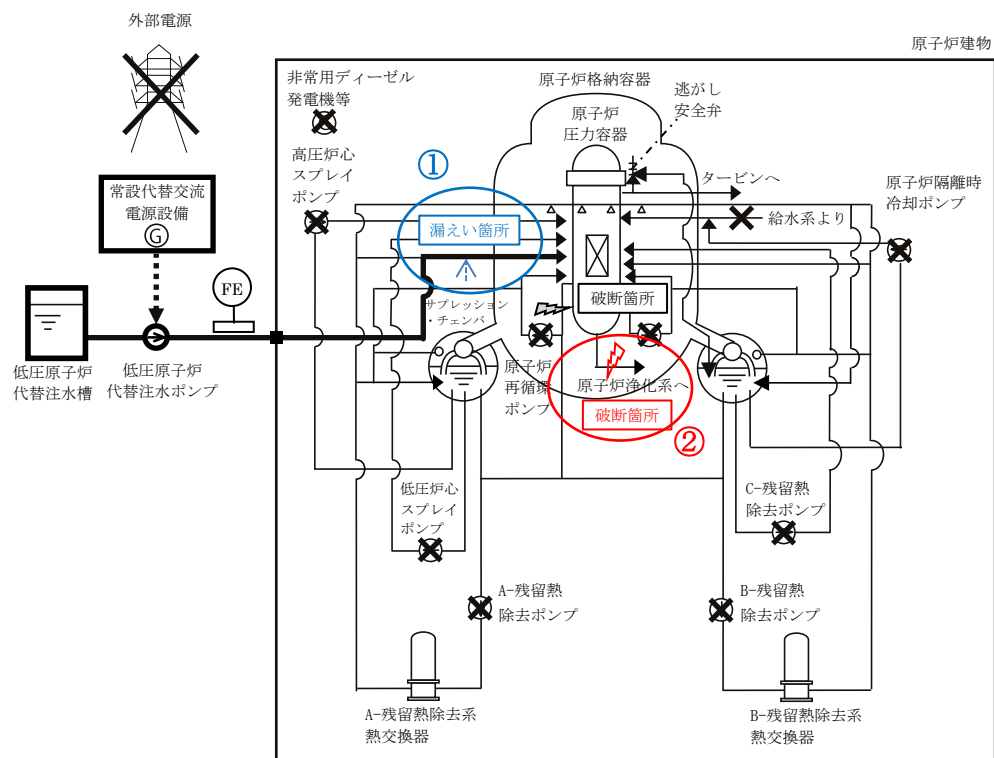 外部電源
原子炉建物
非常用ディーゼル
発電機等
原子炉格納容器
逃がし
安全弁
原子炉
圧力容器
高圧炉心
スプレイ
ポンプ
①
タービンへ
原子炉隔離時
冷却ポンプ
常設代替交流
電源設備
G
漏えい箇所
給水系より
FE
サプレッション
・チェンバ
破断箇所
低圧原子炉
代替注水槽
低圧原子炉
代替注水ポンプ
原子炉
再循環
ポンプ
原子炉浄化系へ
破断箇所
②
低圧炉心
スプレイ
ポンプ
C-残留熱
除去ポンプ
A-残留熱
除去ポンプ
B-残留熱
除去ポンプ
A-残留熱除去系
熱交換器
B-残留熱除去系
熱交換器